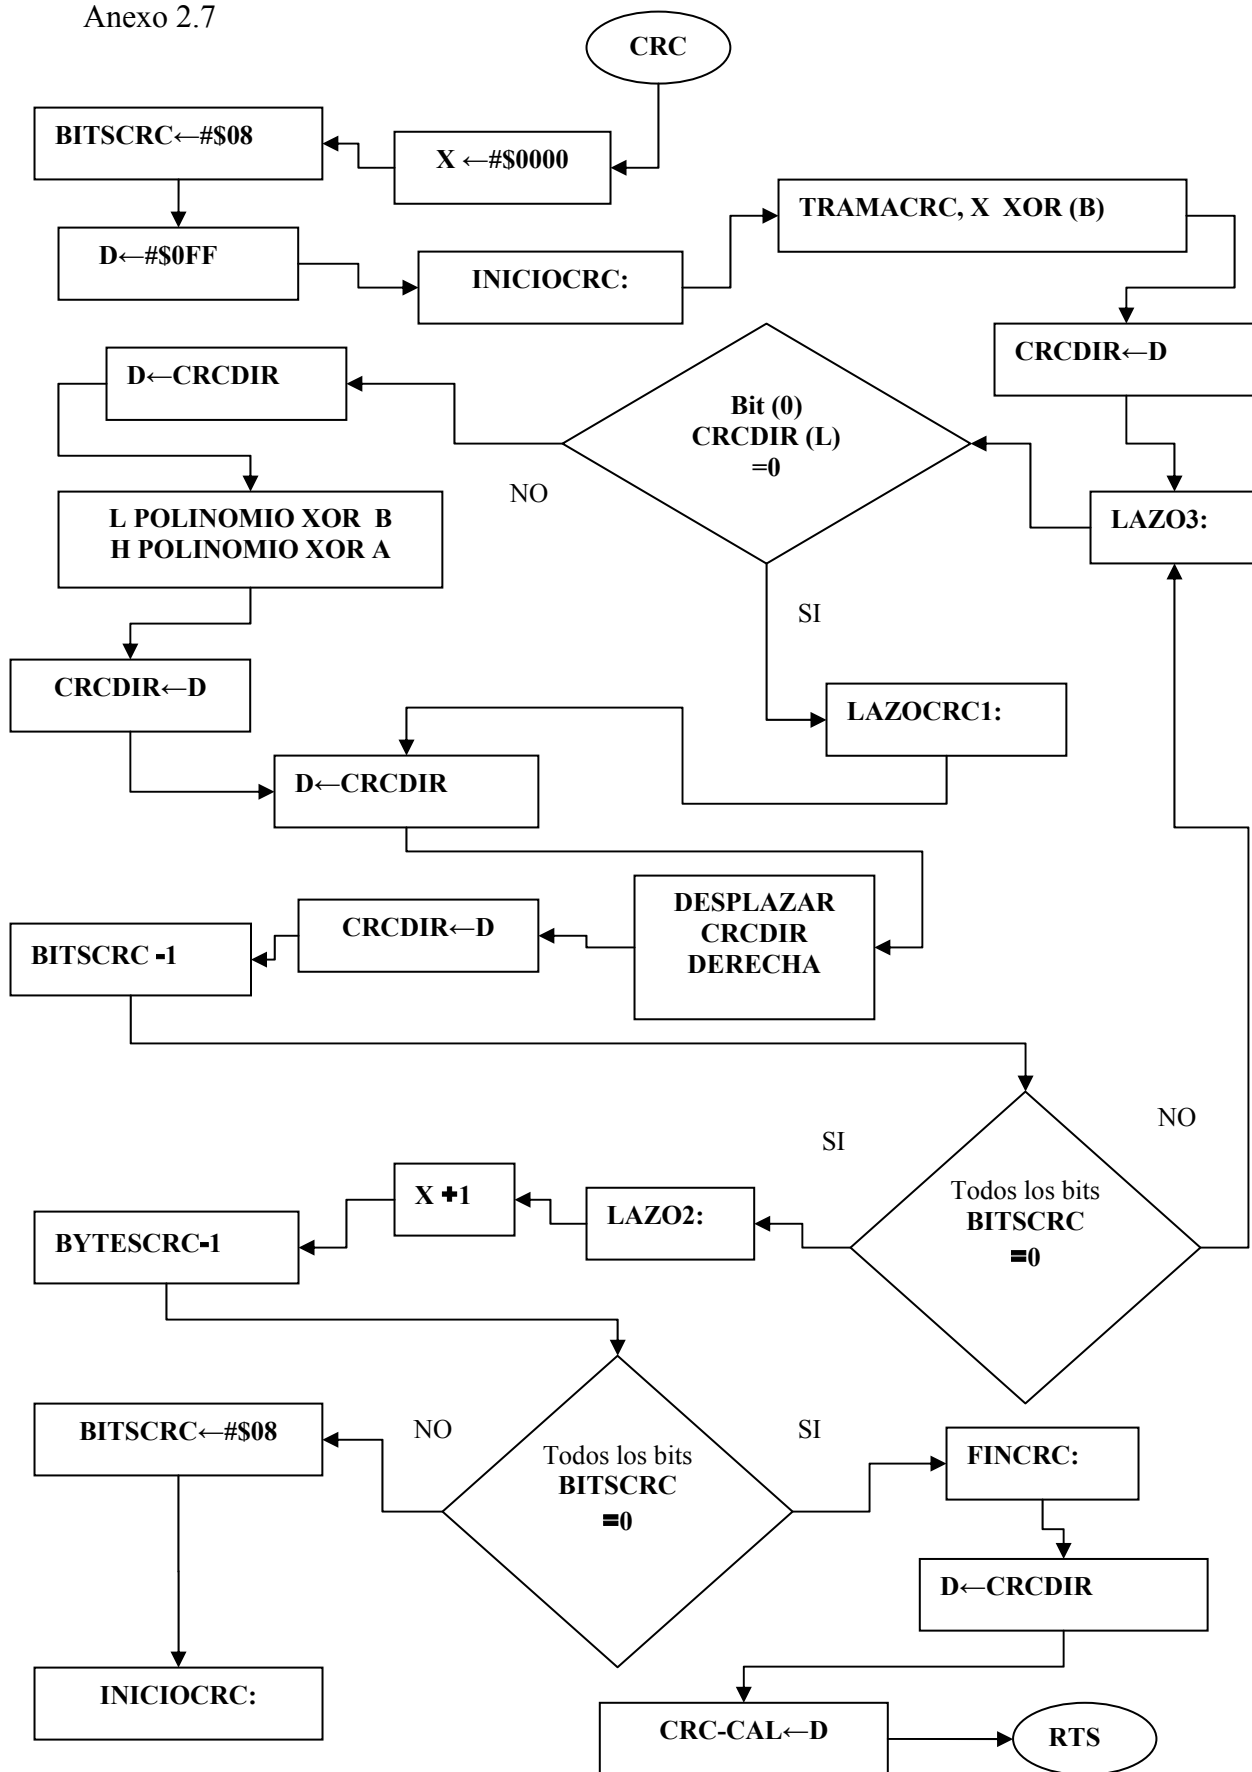 Anexo 2.7
CRC
BITSCRC←#$08
X ←#$0000
TRAMACRC, X XOR (B)
D←#$0FF
INICIOCRC:
CRCDIR←D
D←CRCDIR
Bit (0)
CRCDIR (L)
=0
NO
L POLINOMIO XOR B
H POLINOMIO XOR A
LAZO3:
SI
CRCDIR←D
LAZOCRC1:
D←CRCDIR
DESPLAZAR
CRCDIR
DERECHA
CRCDIR←D
BITSCRC -1
NO
SI
Todos los bits
BITSCRC
=0
X +1
LAZO2:
BYTESCRC-1
BITSCRC←#$08
NO
Todos los bits
BITSCRC
=0
SI
FINCRC:
D←CRCDIR
INICIOCRC:
CRC-CAL←D
RTS